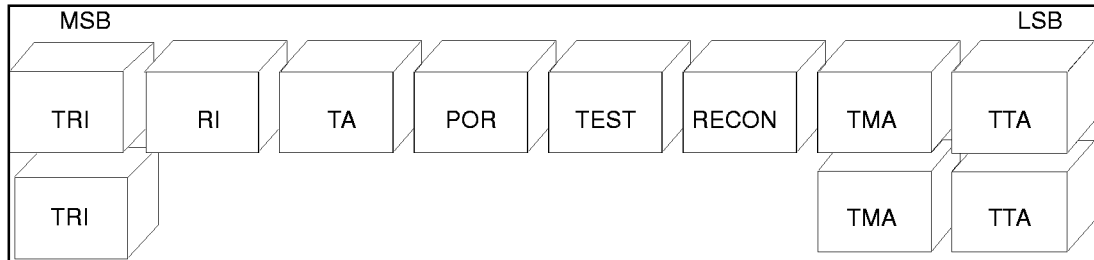 MSB LSB
TRI RI TA POR TEST RECON TMA TTA
TRI TMA TTA